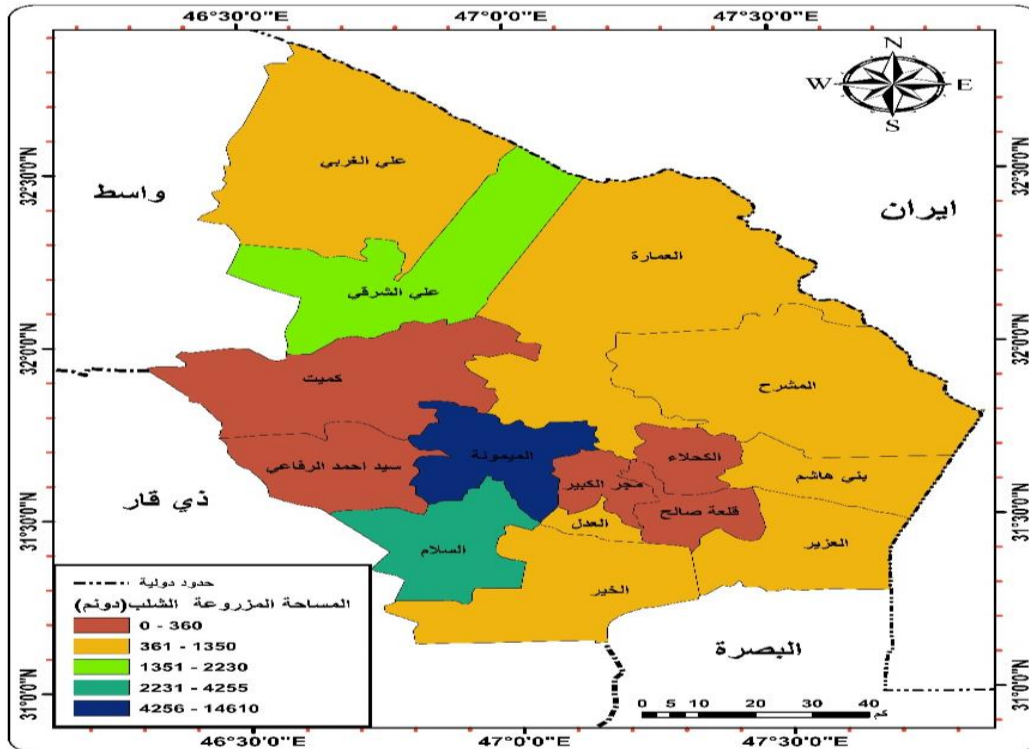 46°30'0"E 47°0'0"E 47°30'0"E
N
W E
S
علي الغربي
32°30'0"N 32°30'0"N
واسط
ايران
العمارة
علي الشرقي
32°0'0"N 32°0'0"N
كميت
المشرح
الميمونة
الكحلاء
سيد احمد الرفاعي
بني هاشم
مجر الكبير
ذي قار
قلعة صالح
31°30'0"N 31°30'0"N
العدل
العزير
السلام
الخير
حدود دولية
المساحة المزروعة الشلب(دونم)
0 - 360
361 - 1350
1351 - 2230
2231 - 4255
4256 - 14610
البصرة
31°0'0"N 31°0'0"N
0 5 10 20 30 40
كم
46°30'0"E 47°0'0"E 47°30'0"E